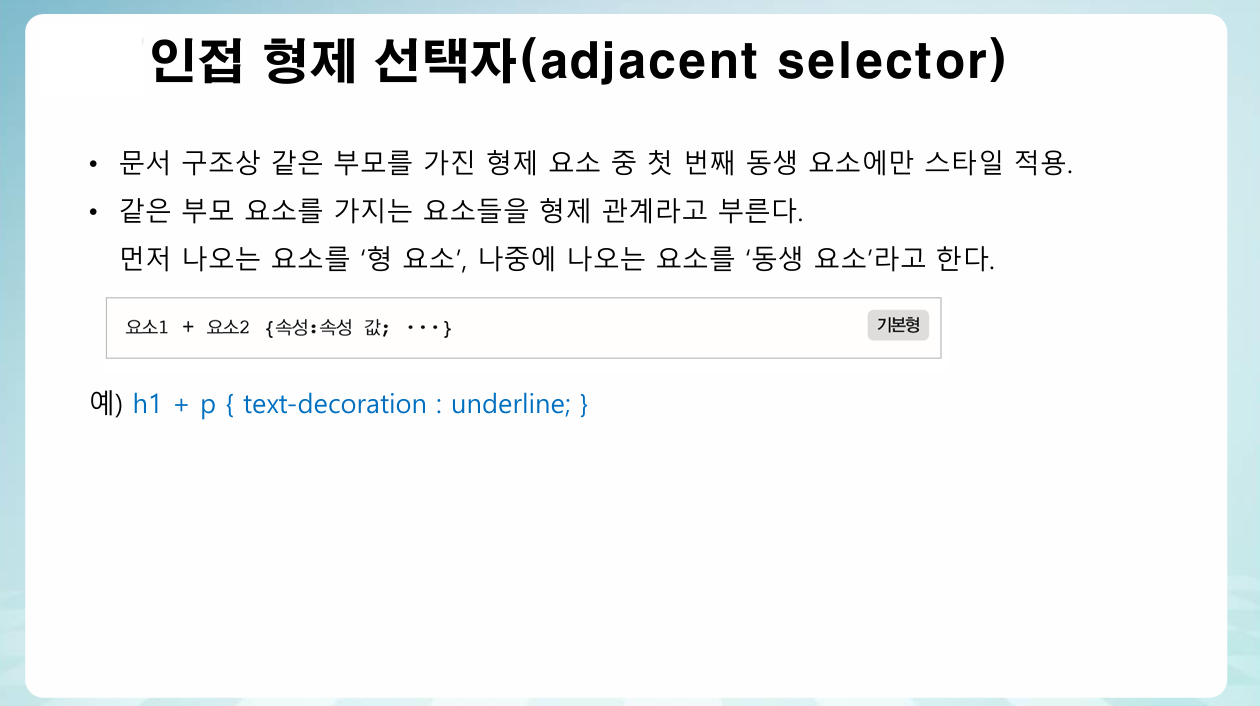 인접 형제 선택자(adjacent selector)
• 문서 구조상 같은 부모를 가진 형제 요소 중 첫 번째 동생 요소에만 스타일 적용.
• 같은 부모 요소를 가지는 요소들을 형제 관계라고 부른다.
먼저 나오는 요소를 ‘형 요소’, 나중에 나오는 요소를 ‘동생 요소’라고 한다.
요소1 + 요소2 {속성:속성 값; ···}
기본형
예) h1 + p { text-decoration : underline; }